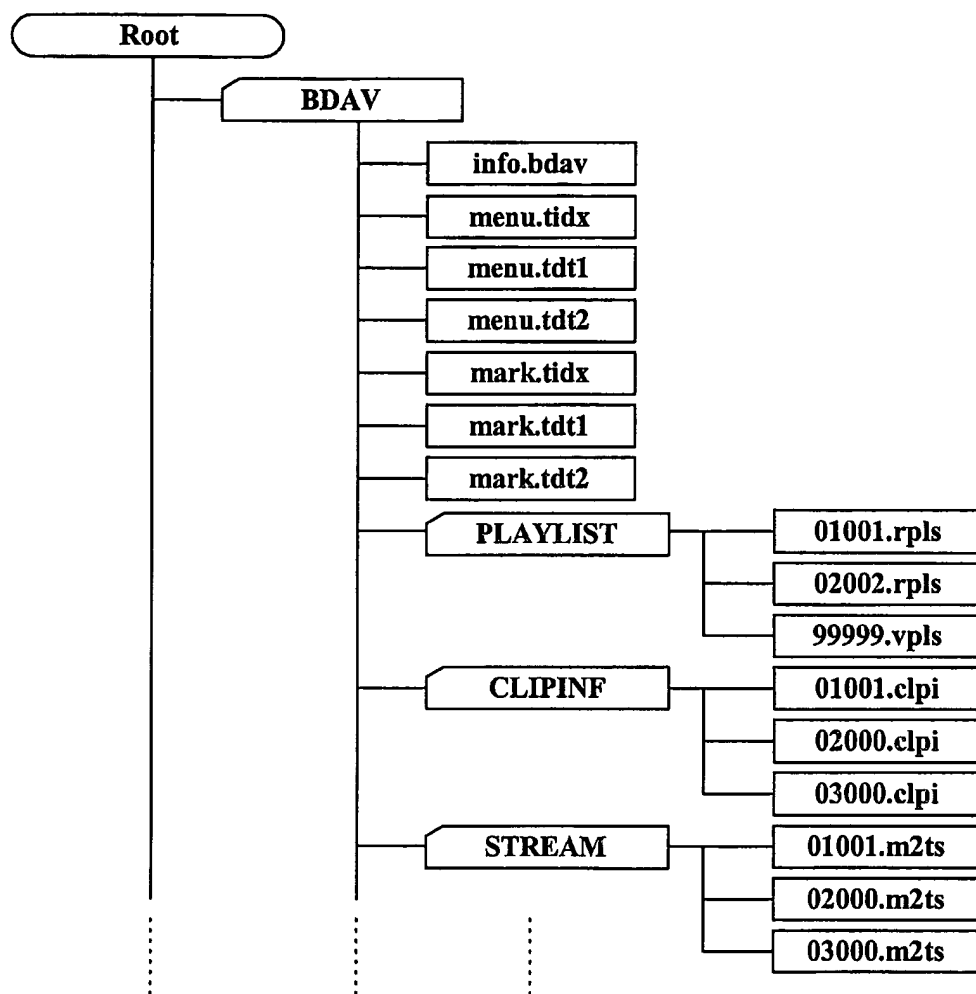 Root
BDAV
info.bdav
menu.tidx
menu.tdt1
menu.tdt2
mark.tidx
mark.tdt1
mark.tdt2
PLAYLIST
01001.rpls
02002.rpls
99999.vpls
CLIPINF
01001.clpi
02000.clpi
03000.clpi
STREAM
01001.m2ts
02000.m2ts
03000.m2ts